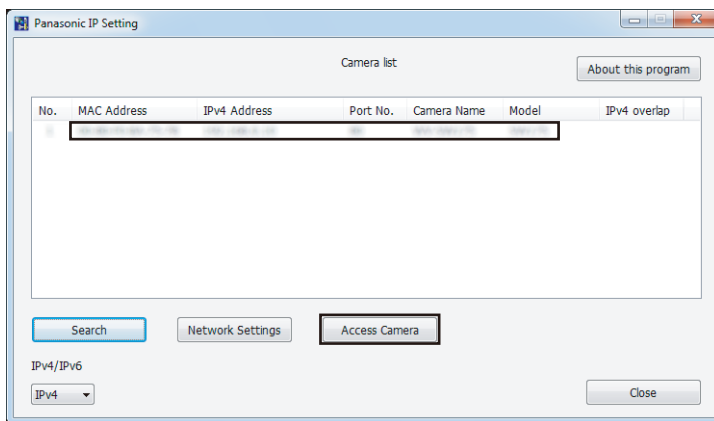 Panasonic IP Setting
Camera list
About this program
No. MAC Address IPv4 Address Port No. Camera Name Model IPv4 overlap
Search Network Settings Access Camera
IPv4/IPv6
IPv4
Close